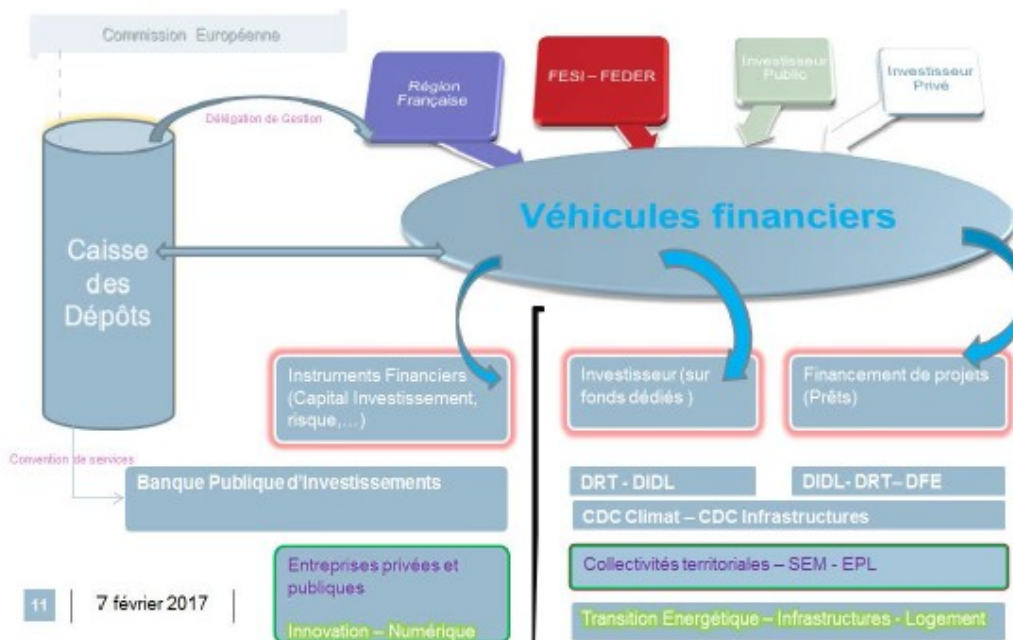 Commission Européenne
Région
Française
FESI – FEDER
Investisseur
Public
Investisseur
Privé
Délégation de Gestion
Véhicules financiers
Caisse
des
Dépôts
Instruments Financiers
(Capital Investissement,
risque,…)
Investisseur (sur
fonds dédiés )
Financement de projets
(Prêts)
Convention de services
Banque Publique d'Investissements
DRT - DIDL
DIDL- DRT– DFE
CDC Climat – CDC Infrastructures
Entreprises privées et
publiques
Innovation – Numérique
Collectivités territoriales – SEM - EPL
Transition Energétique – Infrastructures - Logement
11
7 février 2017